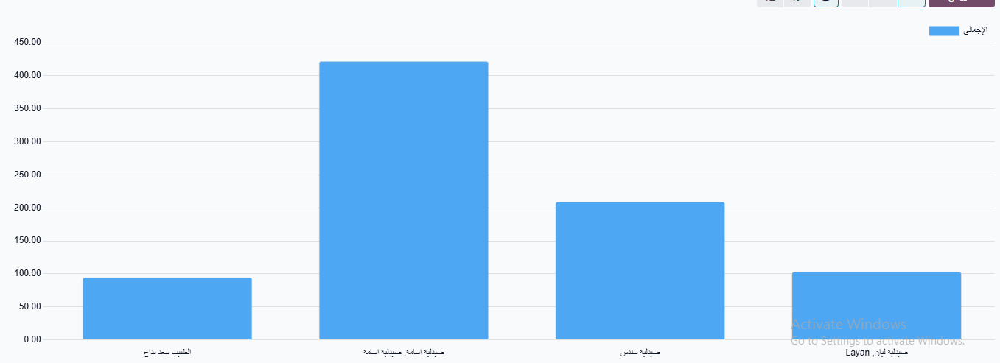 الإجمالي
450.00
400.00
350.00
300.00
250.00
200.00
150.00
100.00
50.00
0.00
الطبيب سعد بداح
صيدلية اسامة, صيدلية اسامة
صيدلية سندس
صيدلية ليان, Layan
Activate Windows
Go to Settings to activate Windows.